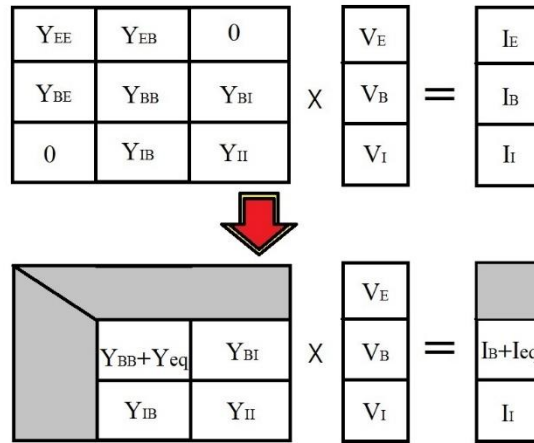 YEE YEB 0 VE IE
YBE YBB YBI X VB = IB
0 YIB YII VI II
VE
YBB+Yeq YBI X VB = IB+Ieq
YIB YII VI II